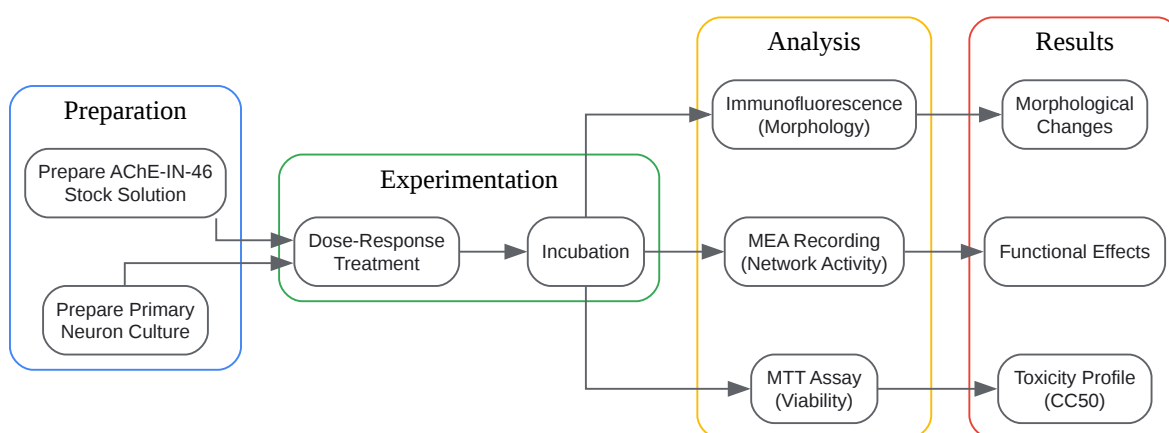 Preparation
Prepare AChE-IN-46
Stock Solution
Prepare Primary
Neuron Culture
Experimentation
Dose-Response
Treatment
Incubation
Analysis
Immunofluorescence
(Morphology)
MEA Recording
(Network Activity)
MTT Assay
(Viability)
Results
Morphological
Changes
Functional Effects
Toxicity Profile
(CC50)